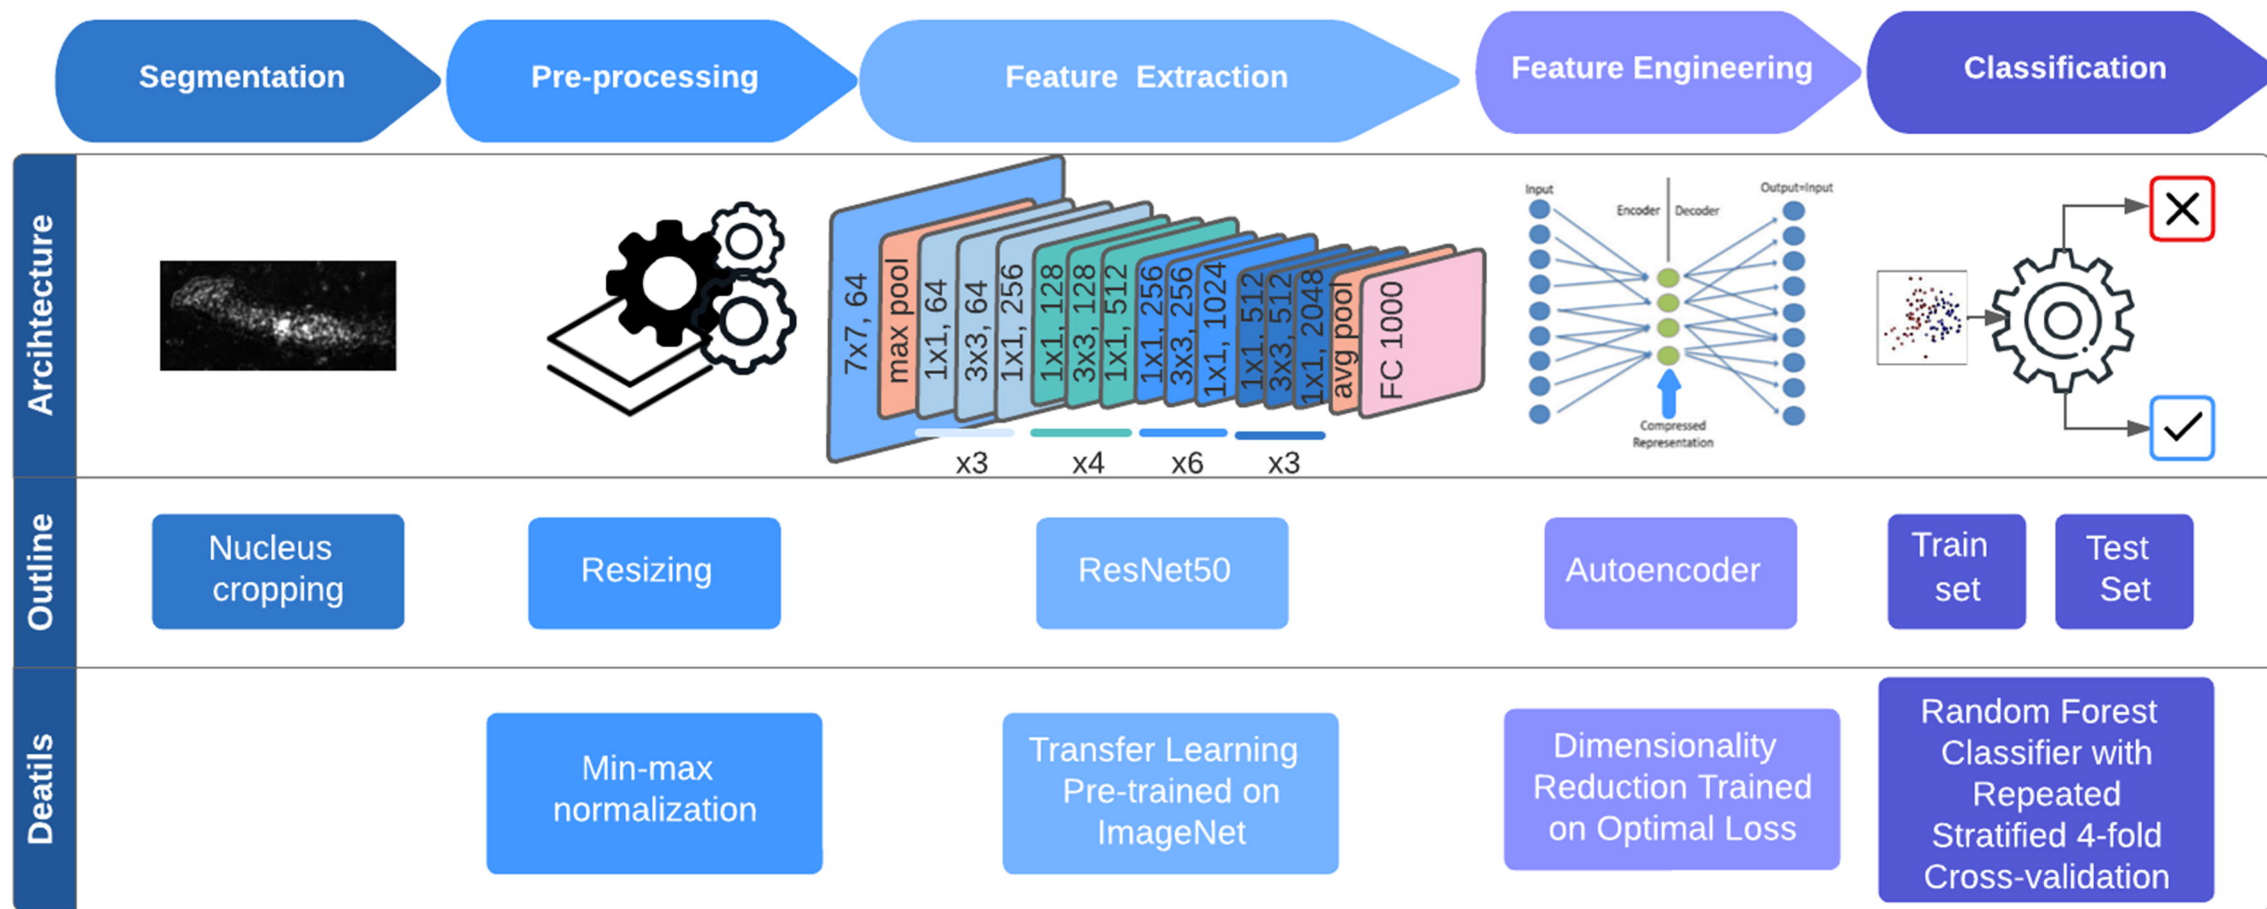 Segmentation
Pre-processing
Feature Extraction
Feature Engineering
Classification
Arcihtecture
7x7, 64
max pool
1x1, 64
3x3, 64
1x1, 256
1x1, 128
3x3, 128
1x1, 512
1x1, 256
3x3, 256
1x1, 1024
1x1, 512
3x3, 512
1x1, 2048
avg pool
FC 1000
x3
x4
x6
x3
Input
Encoder
Decoder
Output=Input
Compressed
Representation
Outline
Nucleus
cropping
Resizing
ResNet50
Autoencoder
Train
set
Test
Set
Deatils
Min-max
normalization
Transfer Learning
Pre-trained on
ImageNet
Dimensionality
Reduction Trained
on Optimal Loss
Random Forest
Classifier with
Repeated
Stratified 4-fold
Cross-validation